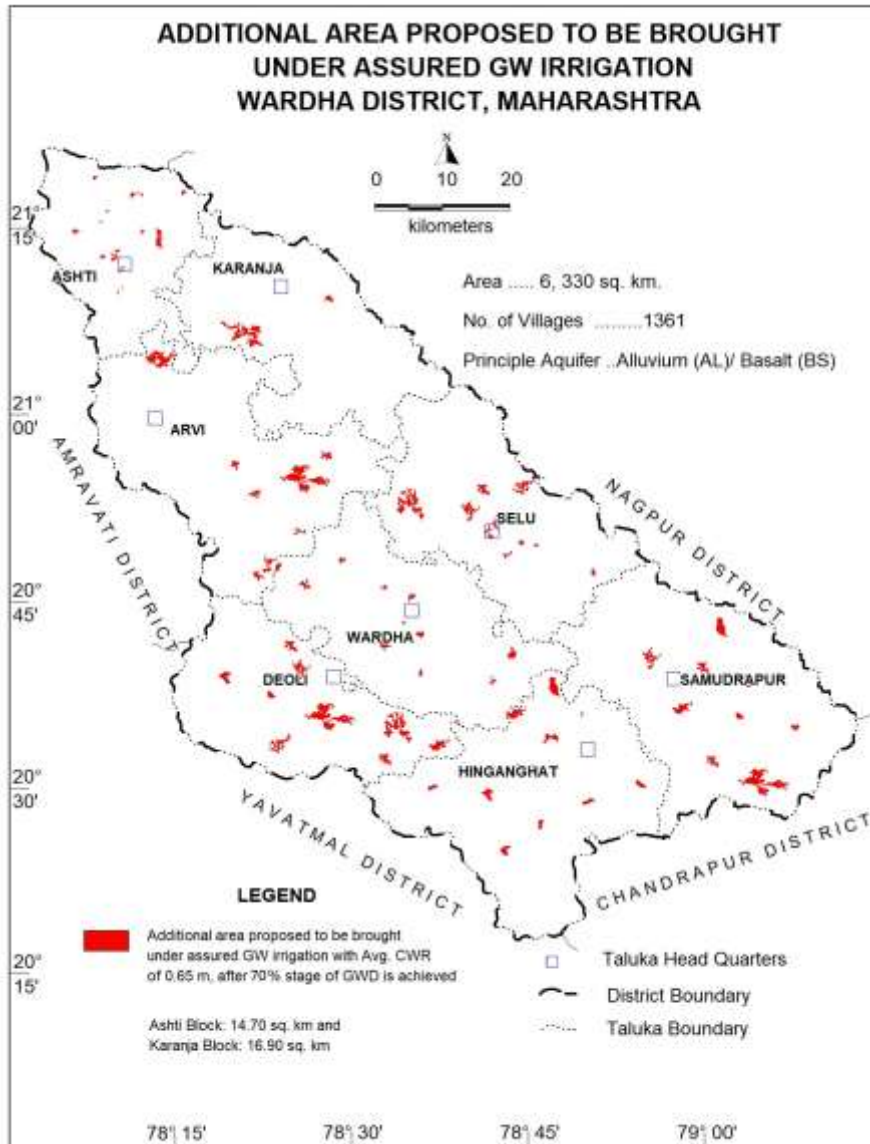 ADDITIONAL AREA PROPOSED TO BE BROUGHT
UNDER ASSURED GW IRRIGATION
WARDHA DISTRICT, MAHARASHTRA
N
0 10 20
kilometers
Area ..... 6, 330 sq. km.
No. of Villages .........1361
Principle Aquifer ..Alluvium (AL)/ Basalt (BS)
21°
15'
21°
00'
20°
45'
20°
30'
20°
15'
ASHTI
KARANJA
ARVI
SELU
WARDHA
DEOLI
SAMUDRAPUR
HINGANGHAT
AMRAVATI DISTRICT
NAGPUR DISTRICT
YAVATMAL DISTRICT
CHANDRAPUR DISTRICT
LEGEND
Additional area proposed to be brought
under assured GW irrigation with Avg. CWR
of 0.65 m, after 70% stage of GWD is achieved
Ashti Block: 14.70 sq. km and
Karanja Block: 16.90 sq. km
Taluka Head Quarters
District Boundary
Taluka Boundary
78° 15' 78° 30' 78° 45' 79° 00'